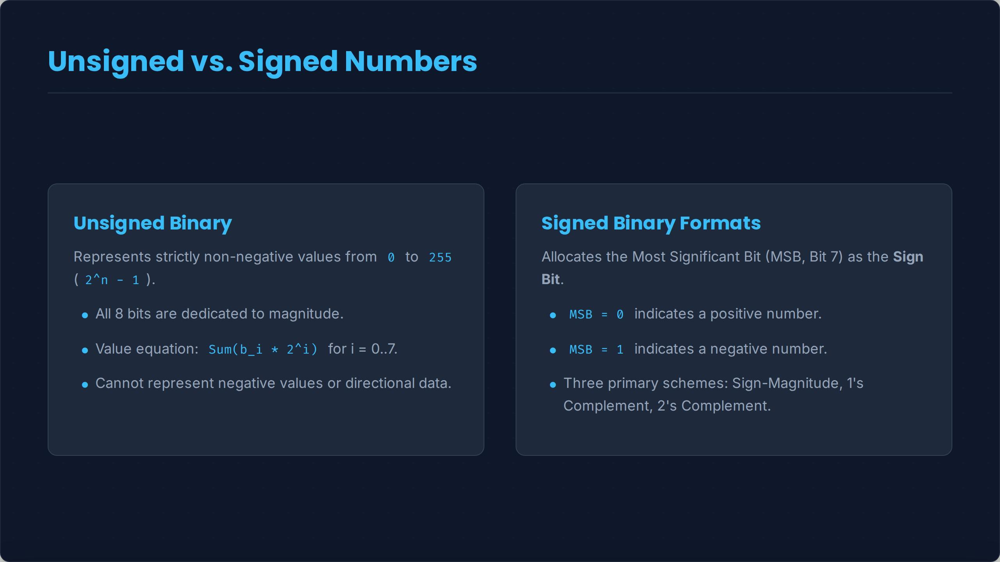 Unsigned vs. Signed Numbers
Unsigned Binary
Represents strictly non-negative values from 0 to 255
( 2^n - 1 ).
● All 8 bits are dedicated to magnitude.
● Value equation: Sum(b_i * 2^i) for i = 0..7.
● Cannot represent negative values or directional data.
Signed Binary Formats
Allocates the Most Significant Bit (MSB, Bit 7) as the Sign
Bit.
● MSB = 0 indicates a positive number.
● MSB = 1 indicates a negative number.
● Three primary schemes: Sign-Magnitude, 1's
Complement, 2's Complement.